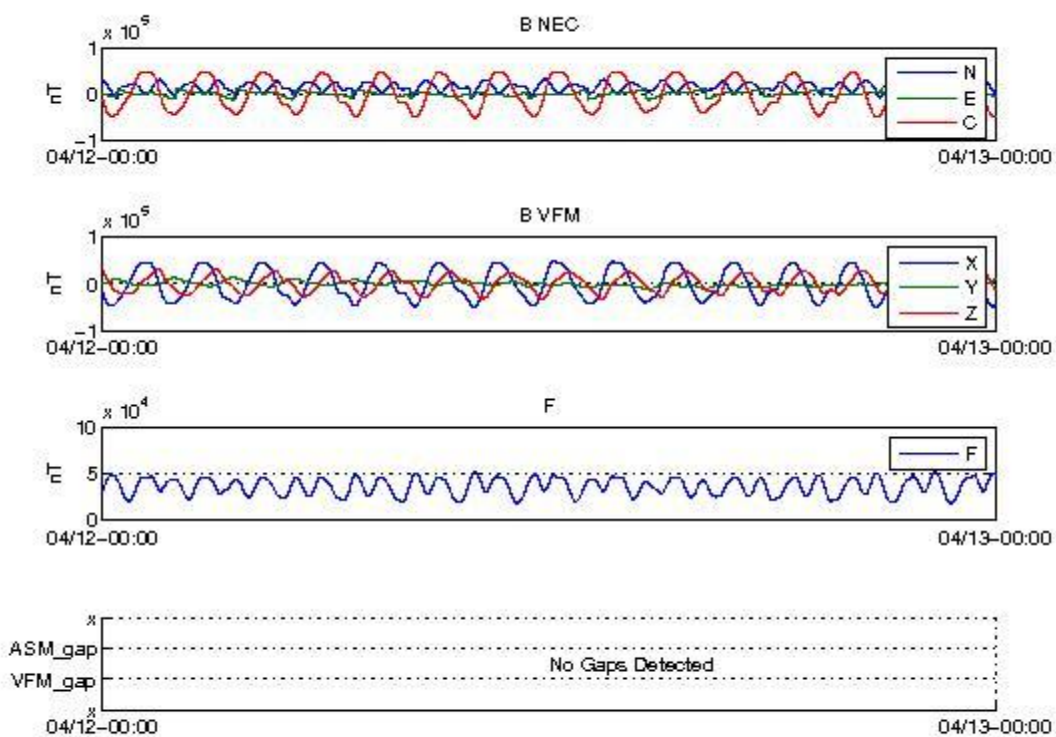 B NEC
x 10^5
1
0
−1
nT
N
E
C
04/12−00:00 04/13−00:00
B VFM
x 10^5
1
0
−1
nT
X
Y
Z
04/12−00:00 04/13−00:00
F
x 10^4
10
5
0
nT
F
04/12−00:00 04/13−00:00
x
ASM_gap
No Gaps Detected
VFM_gap
x
04/12−00:00 04/13−00:00